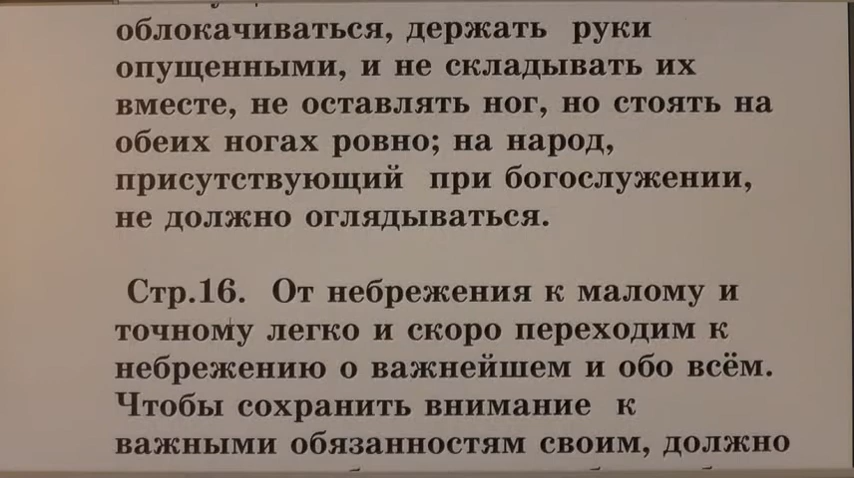 облокачиваться, держать руки
опущенными, и не складывать их
вместе, не оставлять ног, но стоять на
обеих ногах ровно; на народ,
присутствующий при богослужении,
не должно оглядываться.
Стр.16. От небрежения к малому и
точному легко и скоро переходим к
небрежению о важнейшем и обо всём.
Чтобы сохранить внимание к
важными обязанностям своим, должно